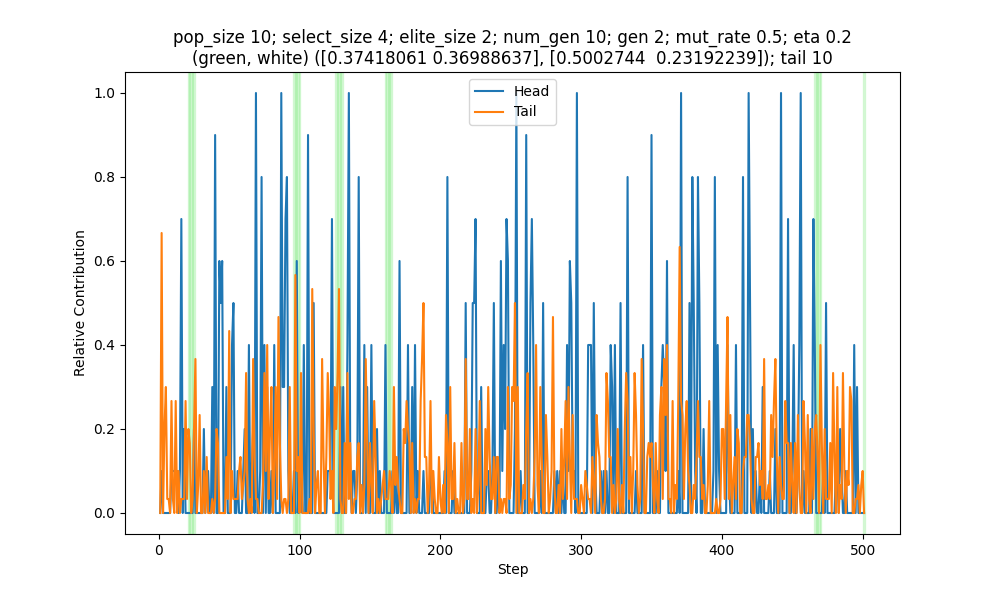 pop_size 10; select_size 4; elite_size 2; num_gen 10; gen 2; mut_rate 0.5; eta 0.2
(green, white) ([0.37418061 0.36988637], [0.5002744  0.23192239]); tail 10
Head
Tail
1.0
0.8
0.6
0.4
0.2
0.0
Relative Contribution
0
100
200
300
400
500
Step